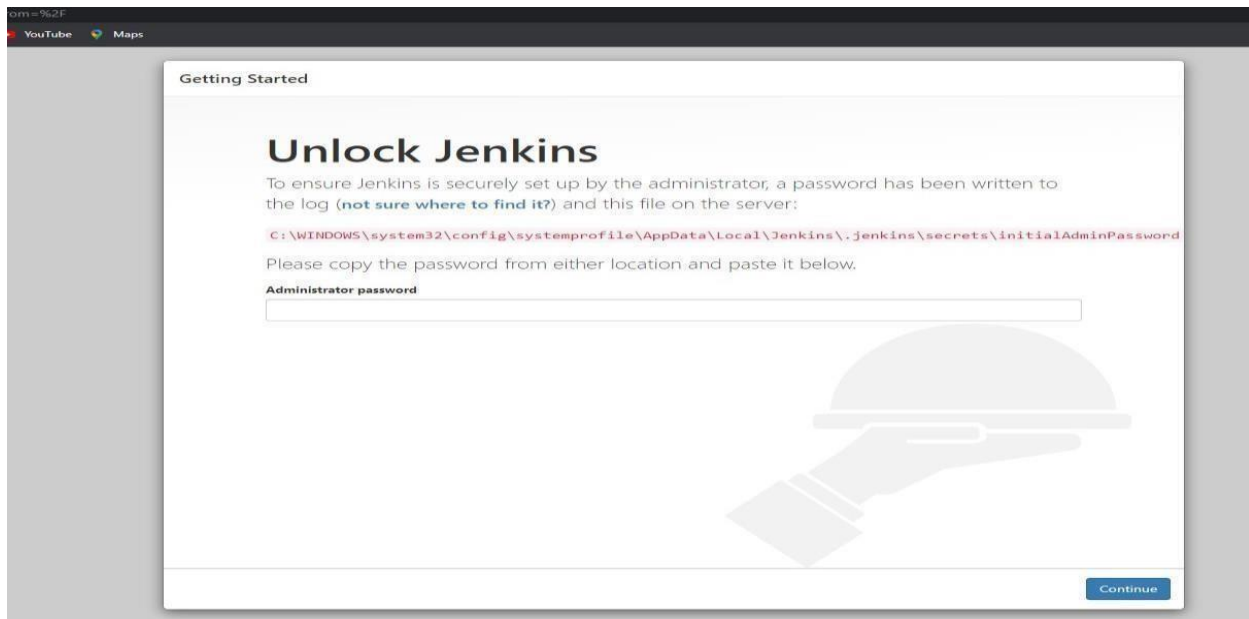 om=%2F
YouTube Maps
Getting Started
Unlock Jenkins
To ensure Jenkins is securely set up by the administrator, a password has been written to
the log (not sure where to find it?) and this file on the server:
C:\WINDOWS\system32\config\systemprofile\AppData\Local\Jenkins\.jenkins\secrets\initialAdminPassword
Please copy the password from either location and paste it below.
Administrator password
Continue